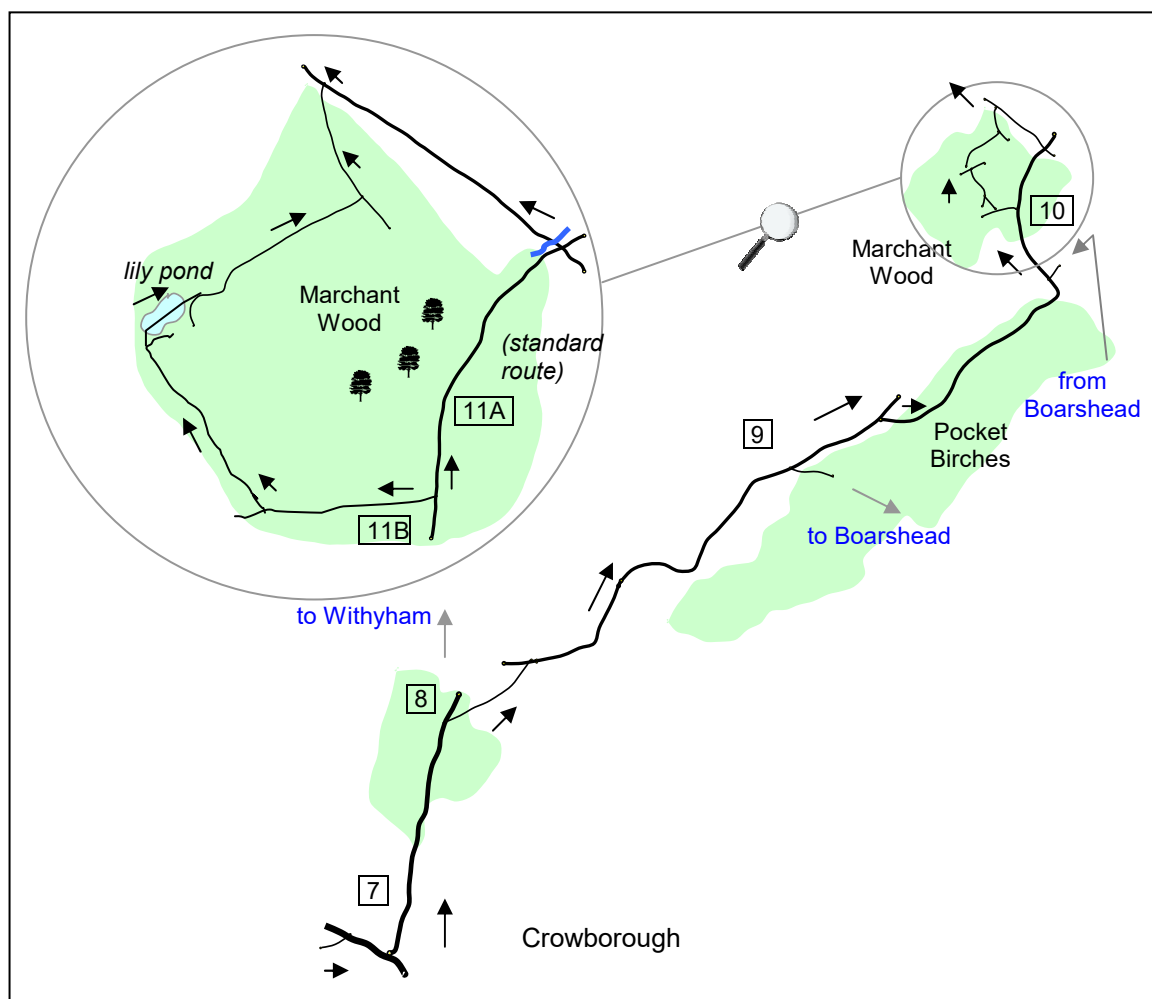 lily pond
Marchant
Wood
(standard
route)
11A
11B
10
Marchant
Wood
from
Boarshead
9
Pocket
Birches
to Boarshead
to Withyham
8
7
Crowborough